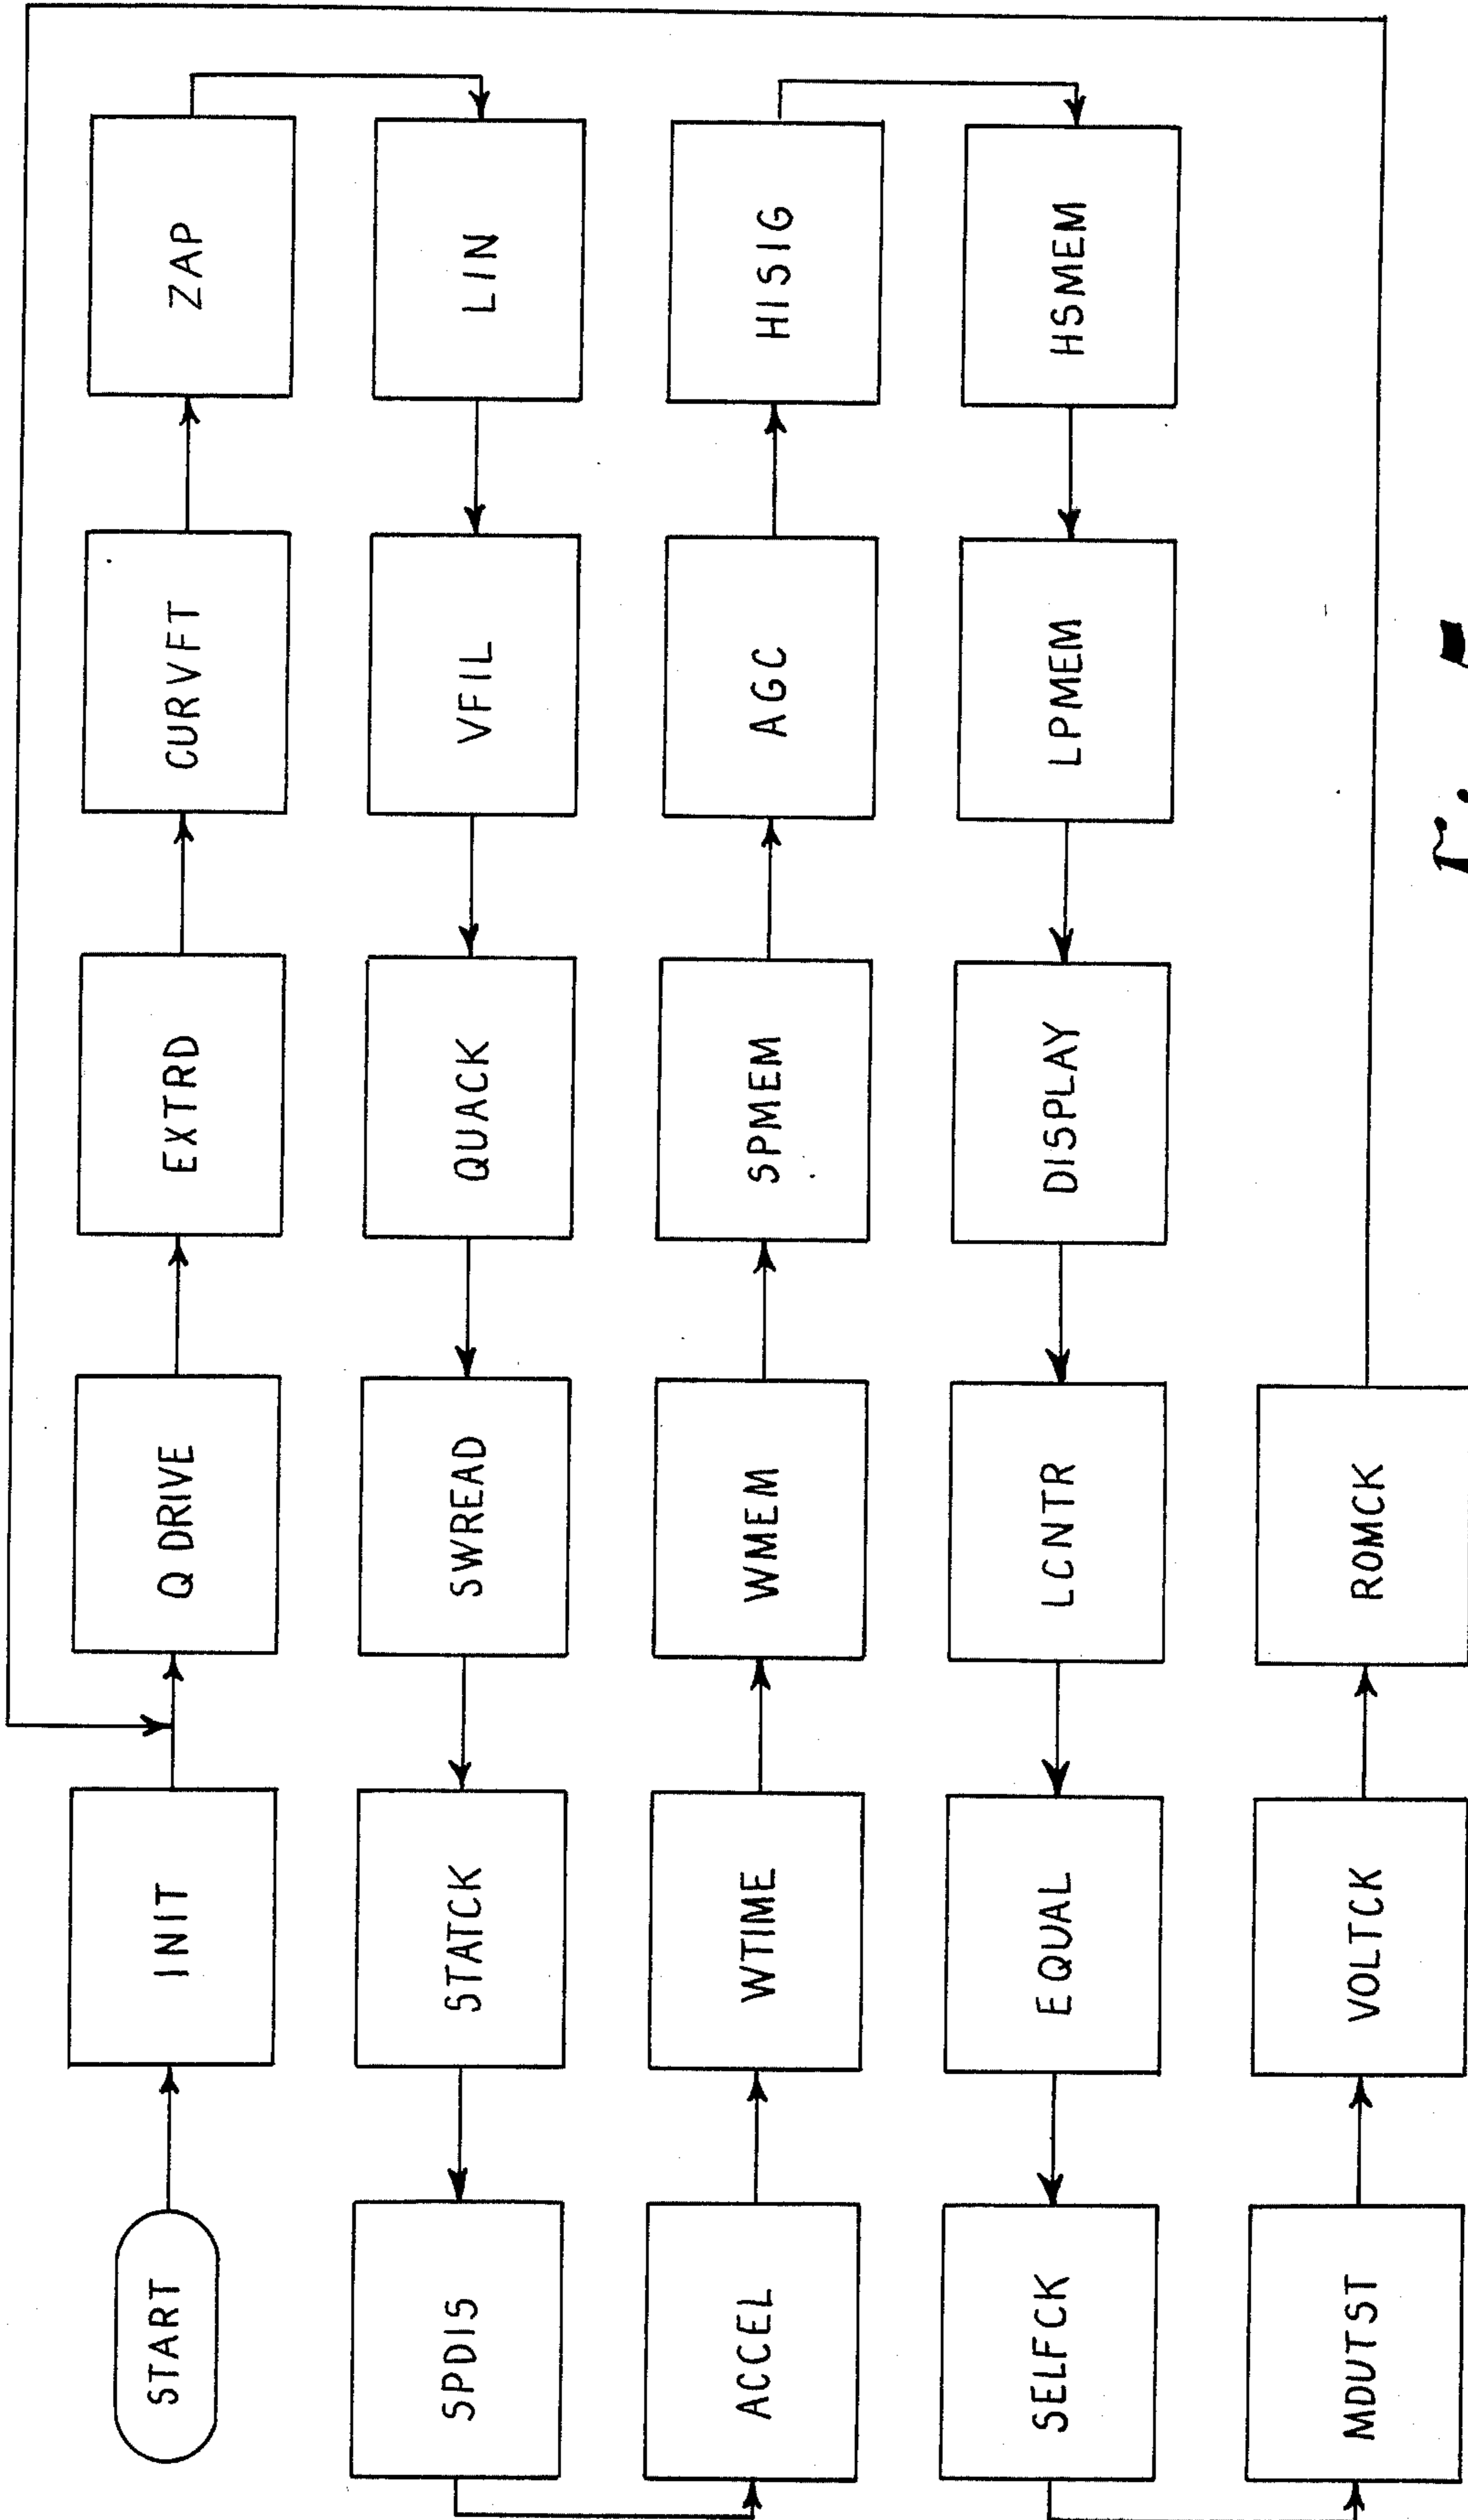 START
INIT
Q DRIVE
EXTRD
CURVFT
ZAP
LIN
VFIL
QUACK
SWREAD
STATCK
SPDIS
ACCEL
WTIME
WMEM
SPMEM
AGC
HISIG
HSMEM
LPMEM
DISPLAY
LCNTR
EQUAL
SELFCK
MDUTST
VOLTCK
ROMCK